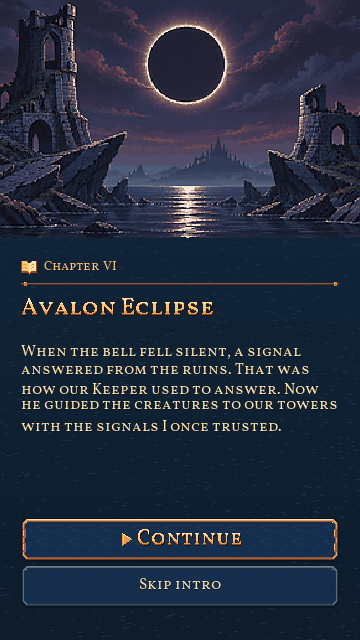 Chapter VI
Avalon Eclipse
When the bell fell silent, a signal
answered from the ruins. That was
how our Keeper used to answer. Now
he guided the creatures to our towers
with the signals I once trusted.
Continue
Skip intro